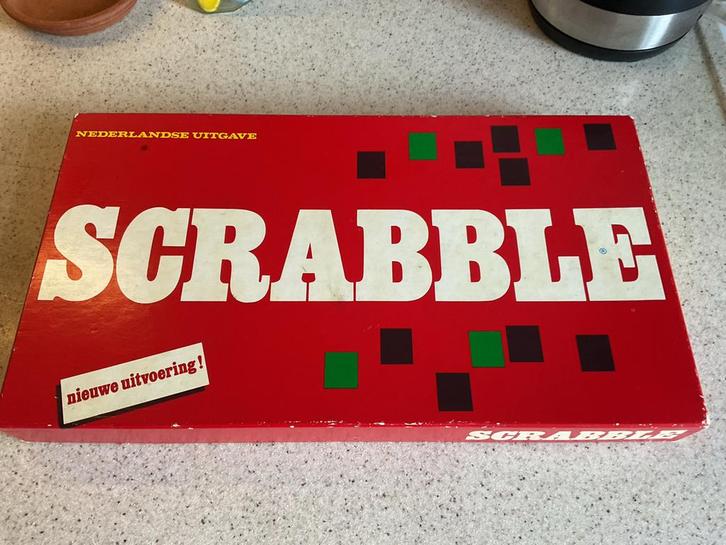 NEDERLANDSE UITGAVE
SCRABBLE
®
nieuwe uitvoering!
SCRABBLE